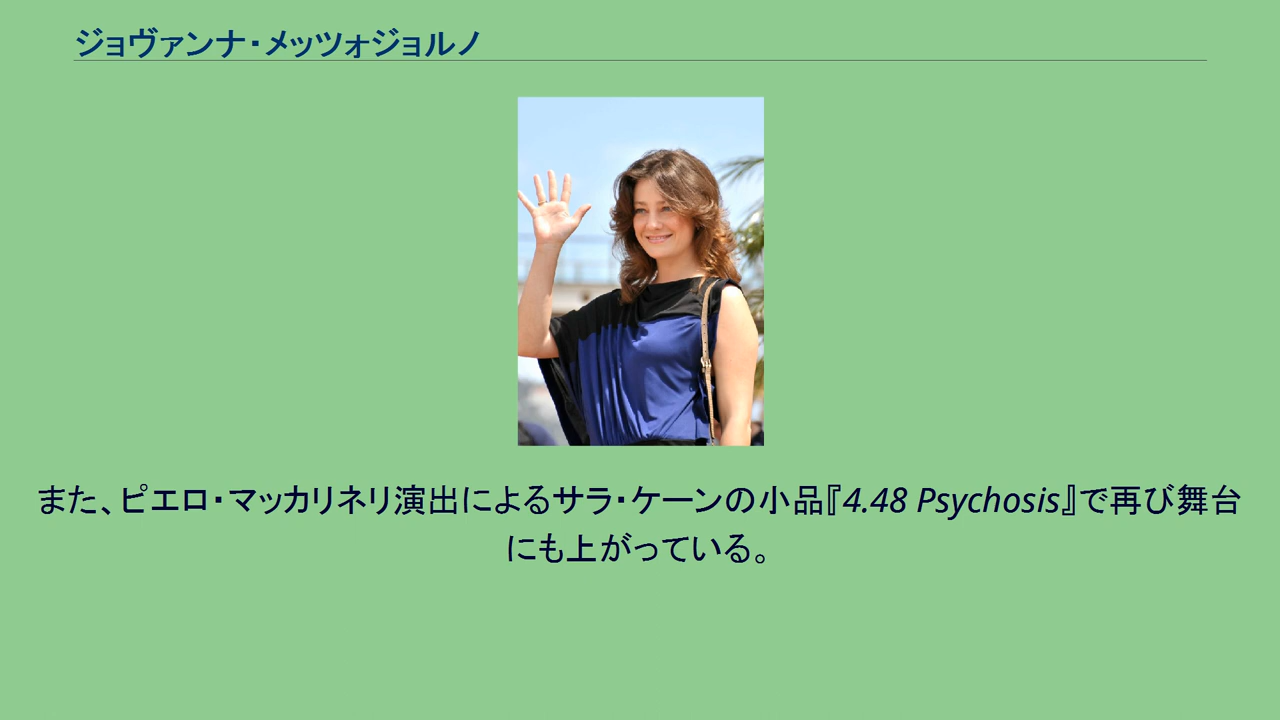 ジョヴァンナ・メッツォジョルノ
また、ピエロ・マッカリネリ演出によるサラ・ケーンの小品『4.48 Psychosis』で再び舞台
にも上がっている。